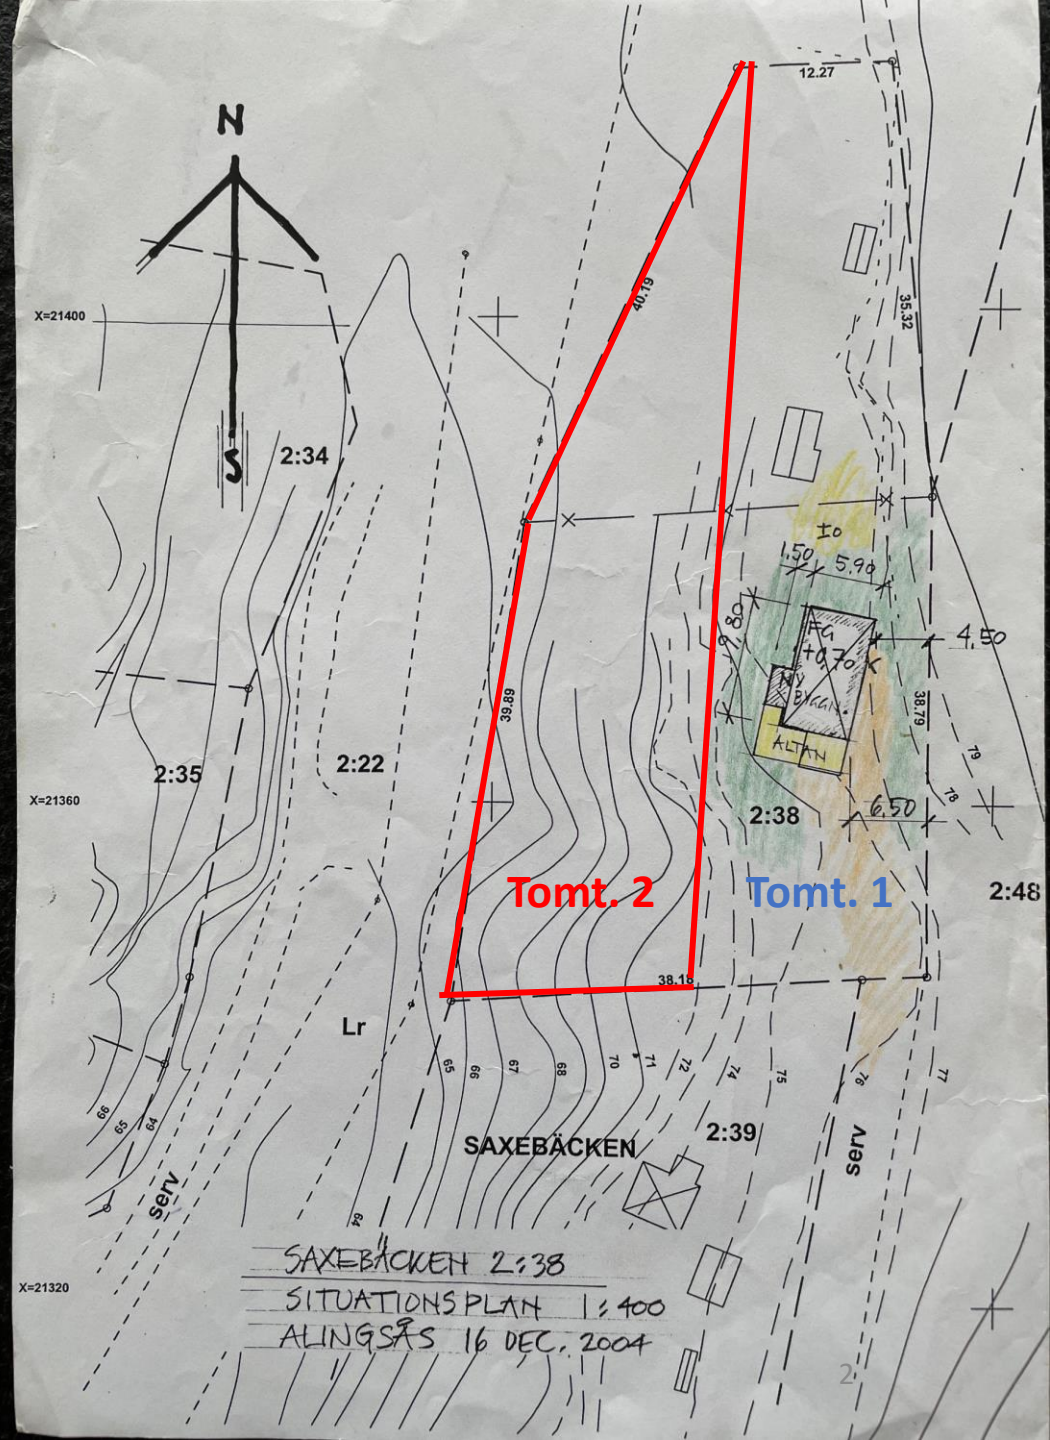 12.27
N
40.19
X=21400
35.32
S
2:34
Io
1.50
5.90
9.80
FG
+0,70
4.50
NY
BYGGN.
39.89
38.79
ALTAN
79
2:35
2:22
78
X=21360
2:38
6.50
Tomt. 2
Tomt. 1
2:48
38.18
Lr
65
66
67
68
70
71
72
74
75
76
77
66
65
64
2:39
SAXEBÄCKEN
serv
serv
64
SAXEBÄCKEN 2:38
SITUATIONSPLAN 1:400
X=21320
ALINGSÅS 16 DEC. 2004
2